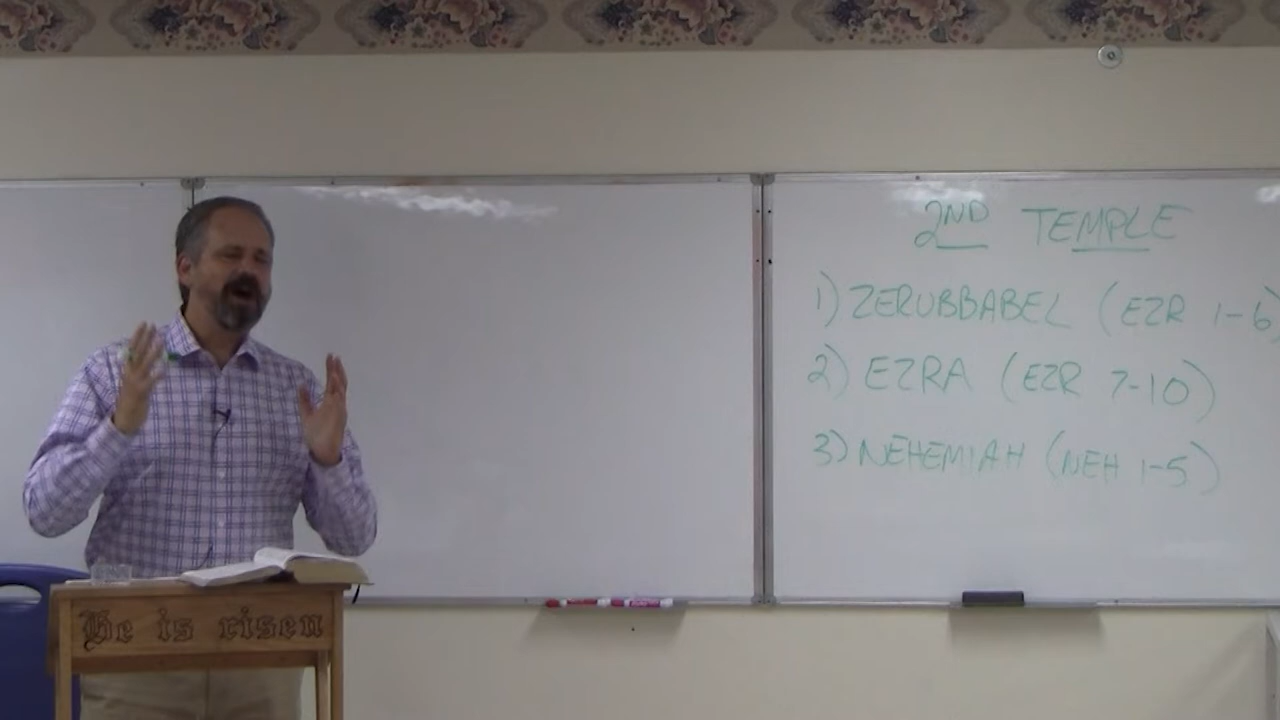 2ND TEMPLE
1) ZERUBBABEL (EZR 1-6)
2) EZRA (EZR 7-10)
3) NEHEMIAH (NEH 1-5)
He is risen